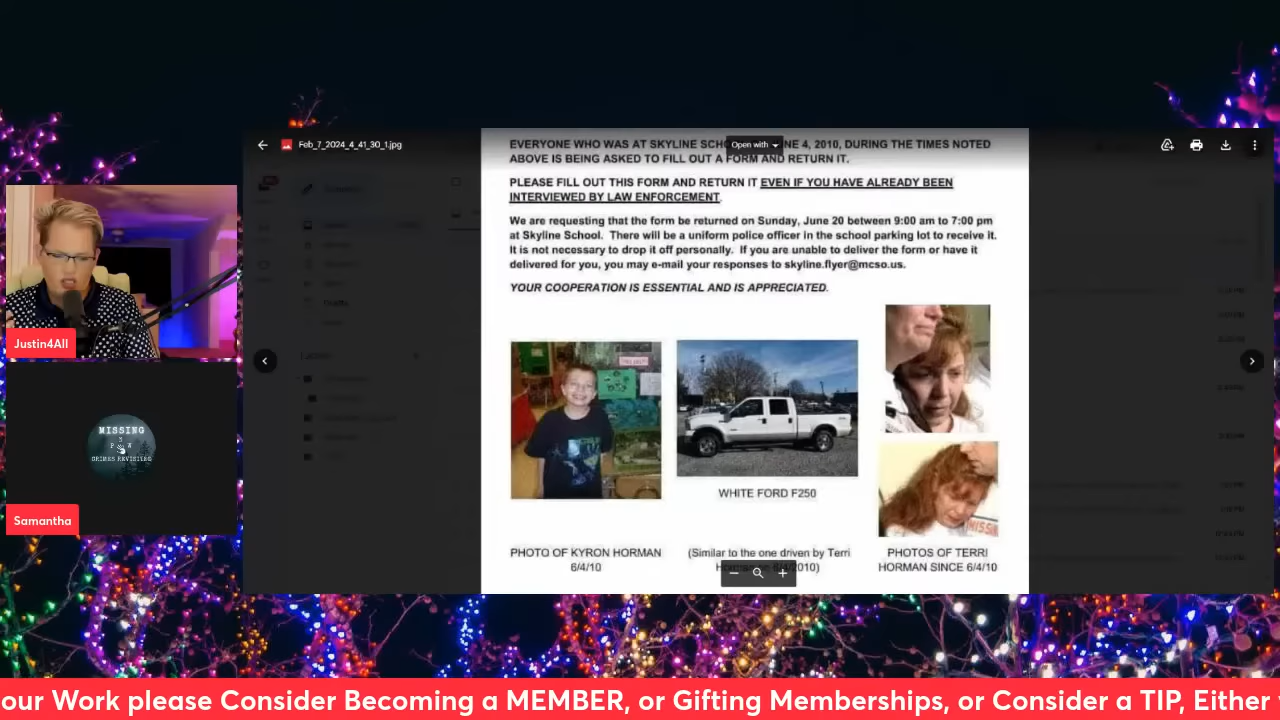 Feb_7_2024_4_41_30_1.jpg
Open with
EVERYONE WHO WAS AT SKYLINE NE 4, 2010, DURING THE TIMES NOTED
ABOVE IS BEING ASKED TO FILL OUT A FORM AND RETURN IT.
PLEASE FILL OUT THIS FORM AND RETURN IT EVEN IF YOU HAVE ALREADY BEEN
INTERVIEWED BY LAW ENFORCEMENT.
We are requesting that the form be returned on Sunday, June 20 between 9:00 am to 7:00 pm
at Skyline School. There will be a uniform police officer in the school parking lot to receive it.
It is not necessary to drop it off personally. If you are unable to deliver the form or have it
delivered for you, you may e-mail your responses to skyline.flyer@mcso.us.
YOUR COOPERATION IS ESSENTIAL AND IS APPRECIATED.
WHITE FORD F250
PHOTO OF KYRON HORMAN
6/4/10
(Similar to the one driven by Terri
Horman on 6/4/2010)
PHOTOS OF TERRI
HORMAN SINCE 6/4/10
Justin4All
MISSING
CRIMES REVISITED
Samantha
Drafts
our Work please Consider Becoming a MEMBER, or Gifting Memberships, or Consider a TIP, Either